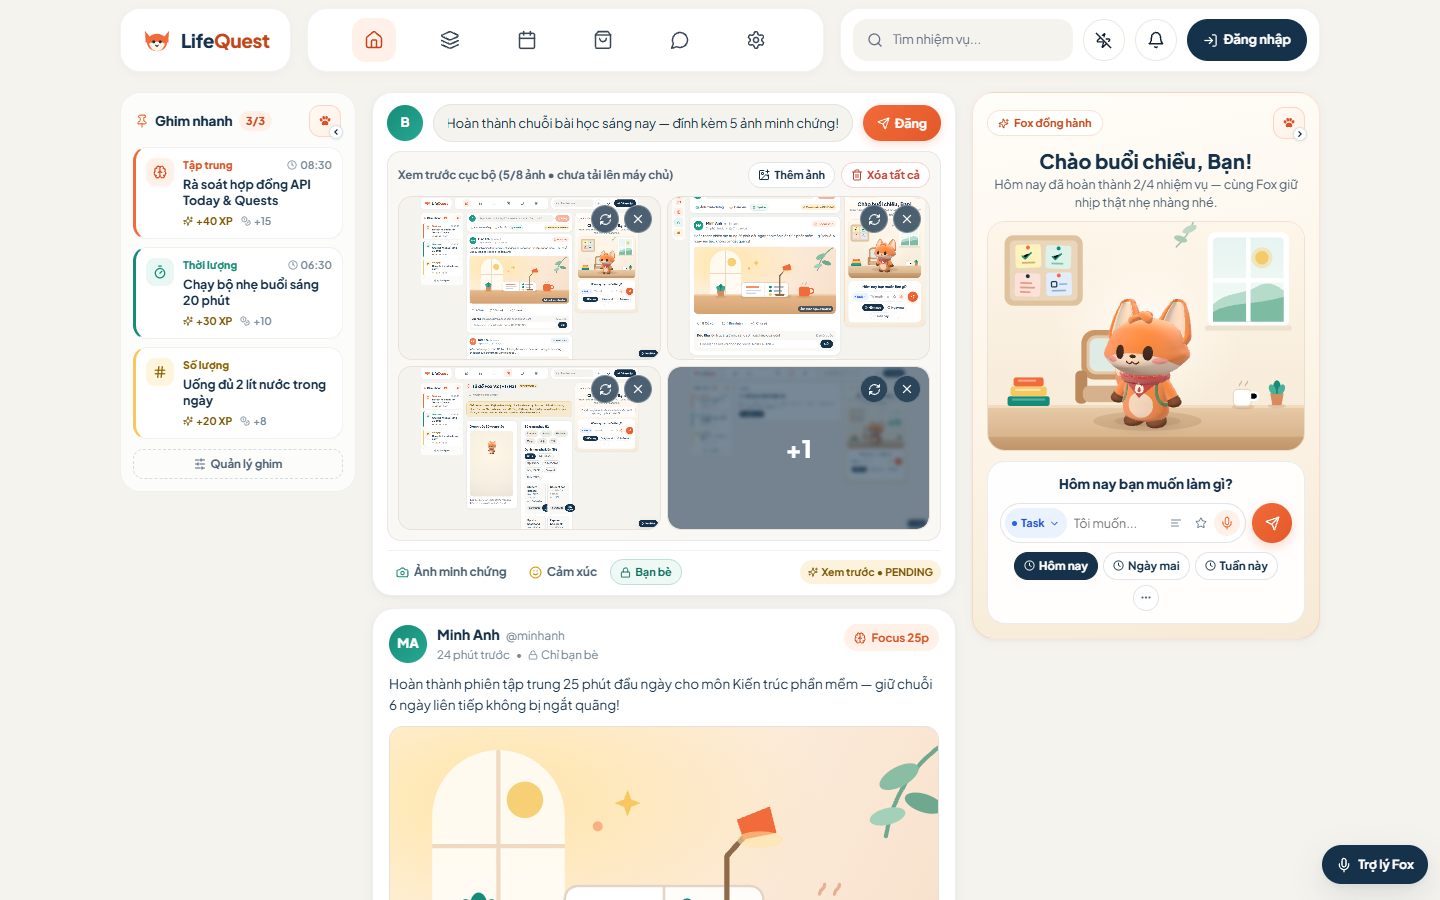 LifeQuest
Tìm nhiệm vụ...
Đăng nhập
Ghim nhanh 3/3
Tập trung 08:30
Rà soát hợp đồng API
Today & Quests
+40 XP +15
Thời lượng 06:30
Chạy bộ nhẹ buổi sáng
20 phút
+30 XP +10
Số lượng
Uống đủ 2 lít nước trong
ngày
+20 XP +8
Quản lý ghim
B
Hoàn thành chuỗi bài học sáng nay — đính kèm 5 ảnh minh chứng!
Đăng
Xem trước cục bộ (5/8 ảnh • chưa tải lên máy chủ)
Thêm ảnh
Xóa tất cả
+1
Ảnh minh chứng
Cảm xúc
Bạn bè
Xem trước • PENDING
MA
Minh Anh @minhanh
24 phút trước • Chỉ bạn bè
Focus 25p
Hoàn thành phiên tập trung 25 phút đầu ngày cho môn Kiến trúc phần mềm — giữ chuỗi
6 ngày liên tiếp không bị ngắt quãng!
Fox đồng hành
Chào buổi chiều, Bạn!
Hôm nay đã hoàn thành 2/4 nhiệm vụ — cùng Fox giữ
nhịp thật nhẹ nhàng nhé.
Hôm nay bạn muốn làm gì?
Task
Tôi muốn...
Hôm nay
Ngày mai
Tuần này
Trợ lý Fox